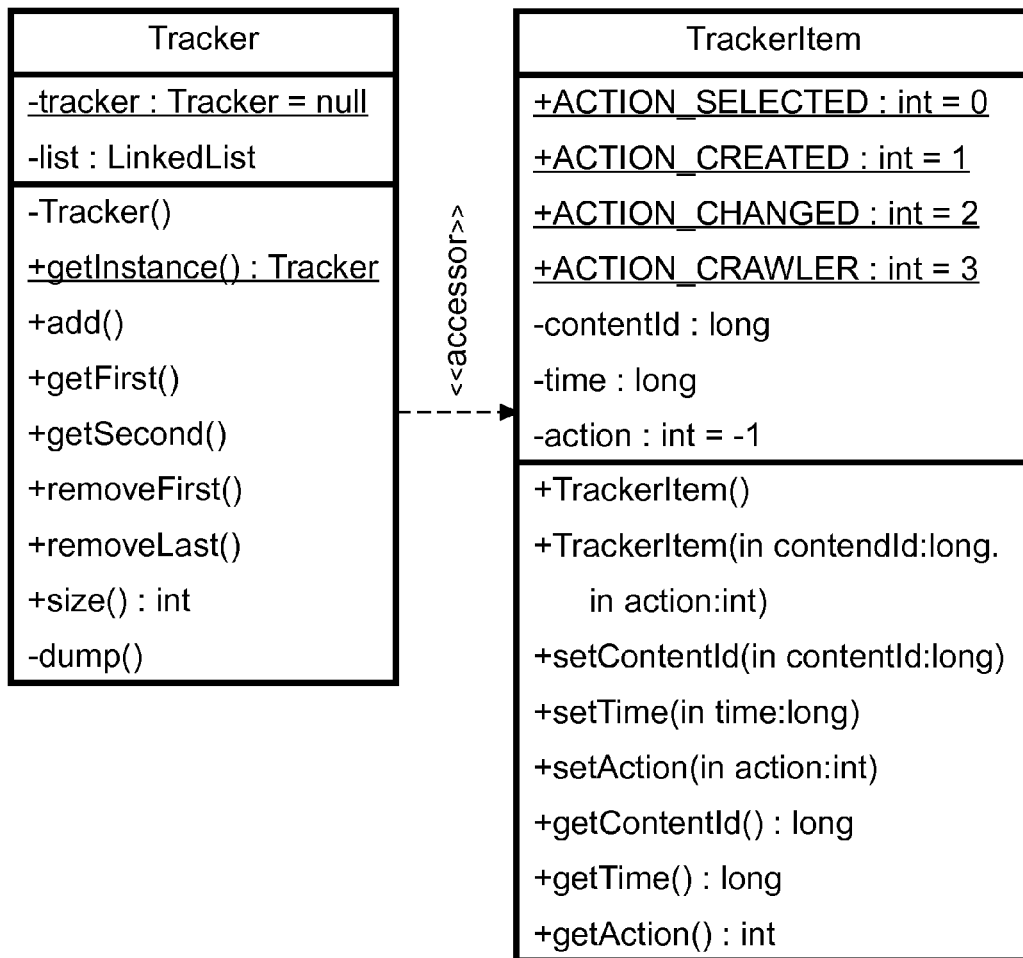 Tracker
-tracker : Tracker = null
-list : LinkedList
-Tracker()
+getInstance() : Tracker
+add()
+getFirst()
+getSecond()
+removeFirst()
+removeLast()
+size() : int
-dump()
<<accessor>>
TrackerItem
+ACTION_SELECTED : int = 0
+ACTION_CREATED : int = 1
+ACTION_CHANGED : int = 2
+ACTION_CRAWLER : int = 3
-contentId : long
-time : long
-action : int = -1
+TrackerItem()
+TrackerItem(in contendId:long.
in action:int)
+setContentId(in contentId:long)
+setTime(in time:long)
+setAction(in action:int)
+getContentId() : long
+getTime() : long
+getAction() : int